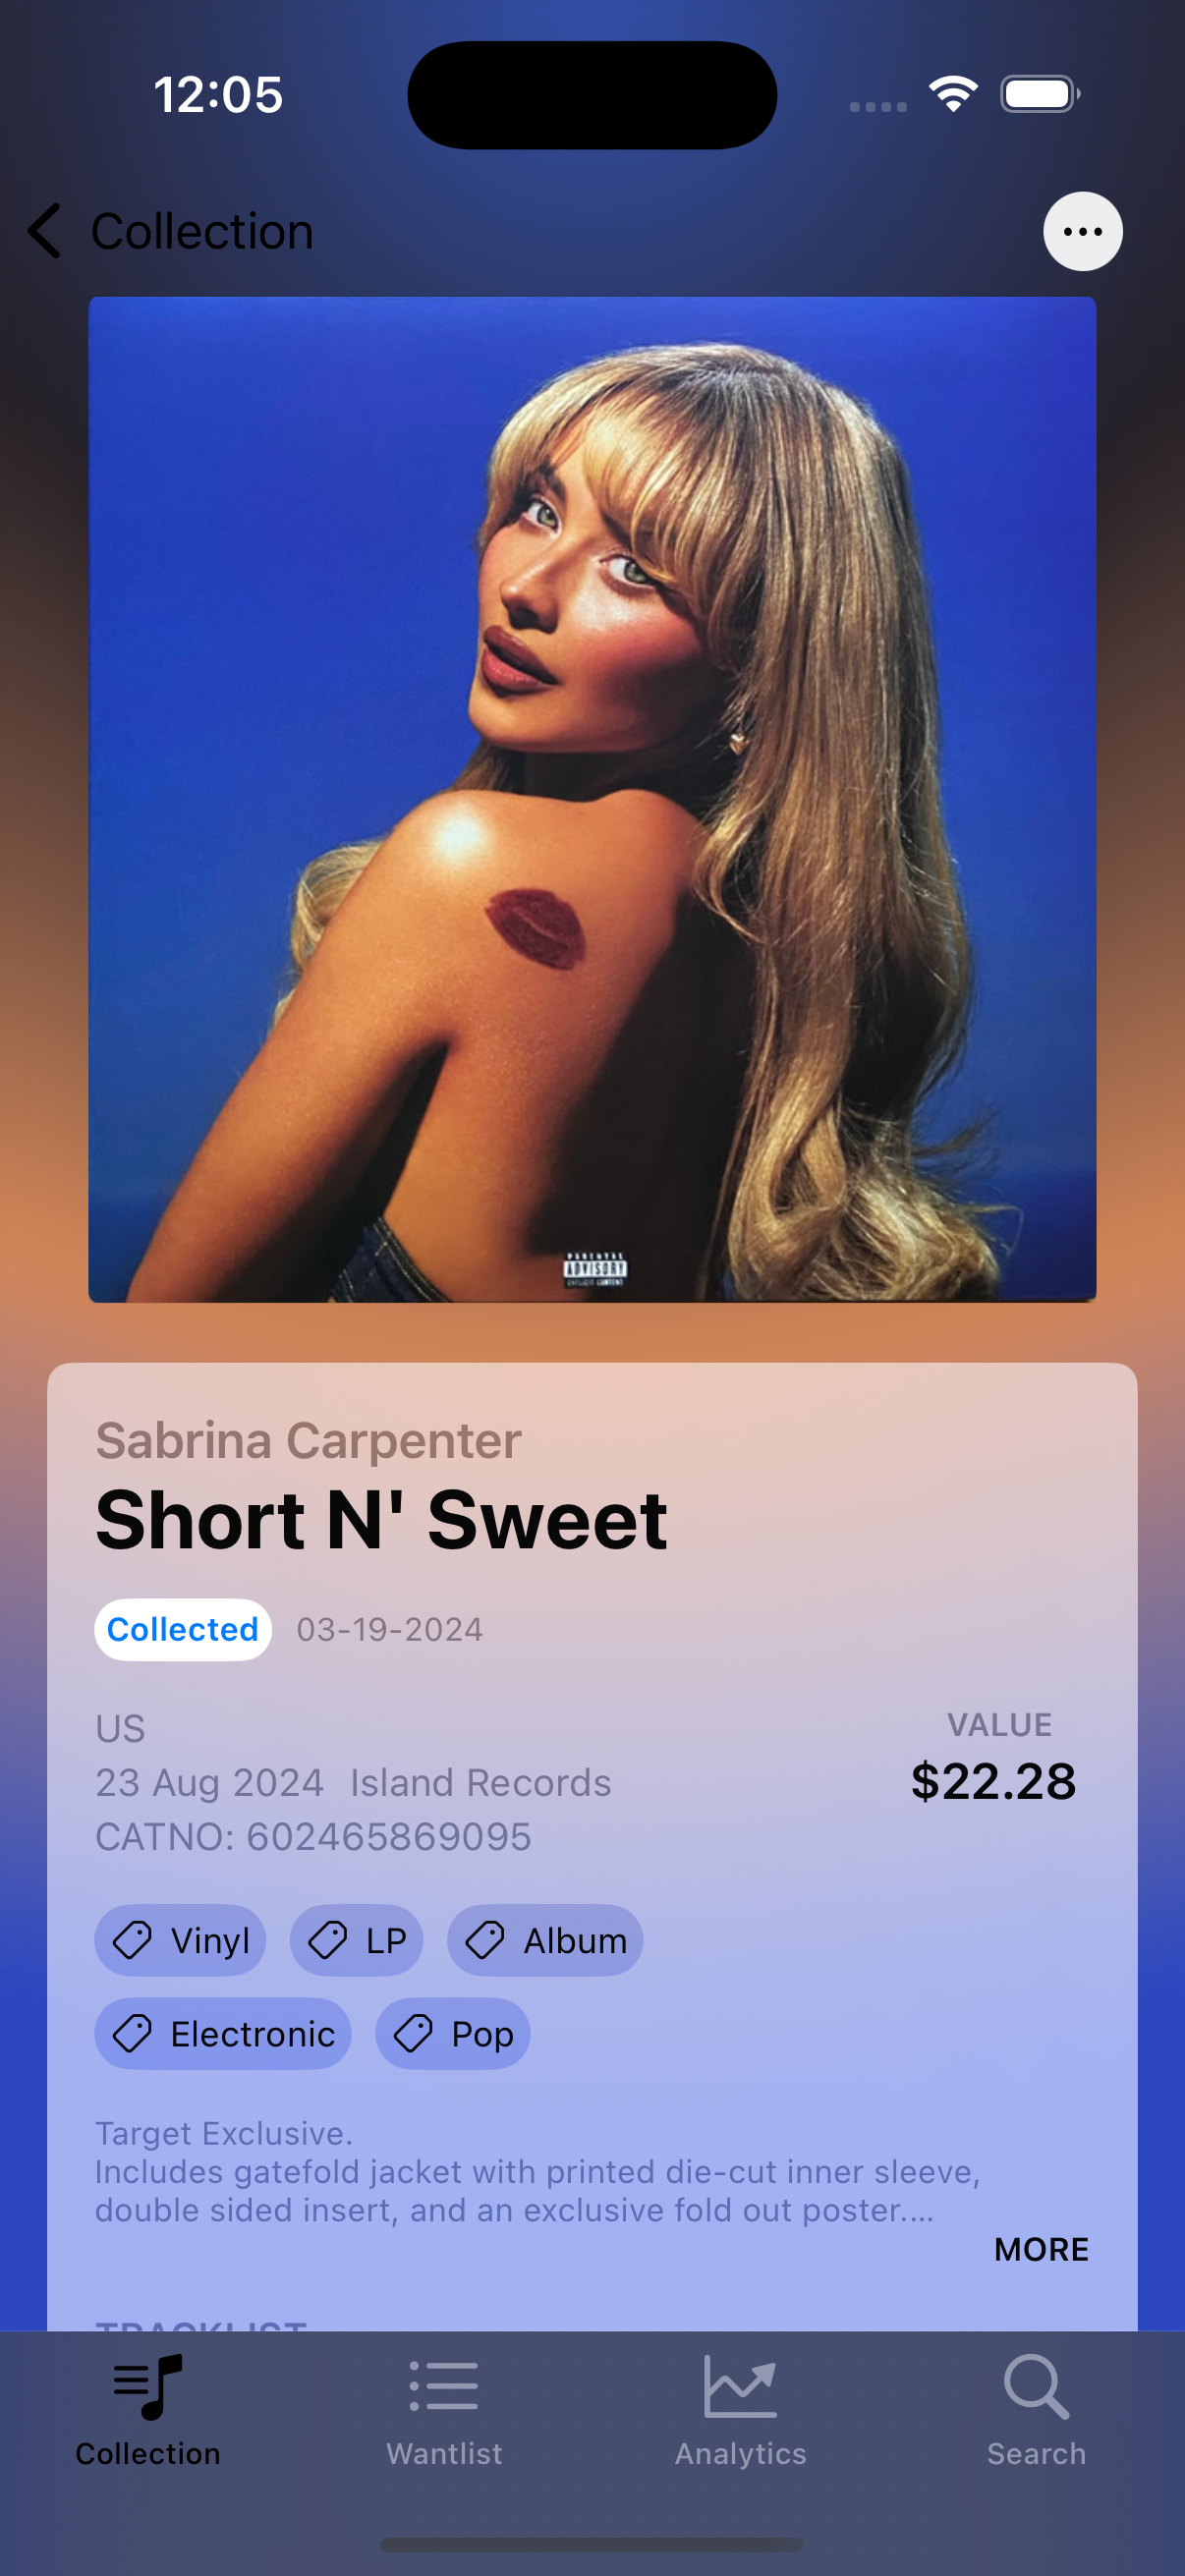 12:05
Collection
PARENTAL
ADVISORY
EXPLICIT CONTENT
Sabrina Carpenter
Short N' Sweet
Collected 03-19-2024
US
VALUE
23 Aug 2024 Island Records
$22.28
CATNO: 602465869095
Vinyl LP Album
Electronic Pop
Target Exclusive.
Includes gatefold jacket with printed die-cut inner sleeve,
double sided insert, and an exclusive fold out poster....
MORE
TRACKLIST
Collection Wantlist Analytics Search